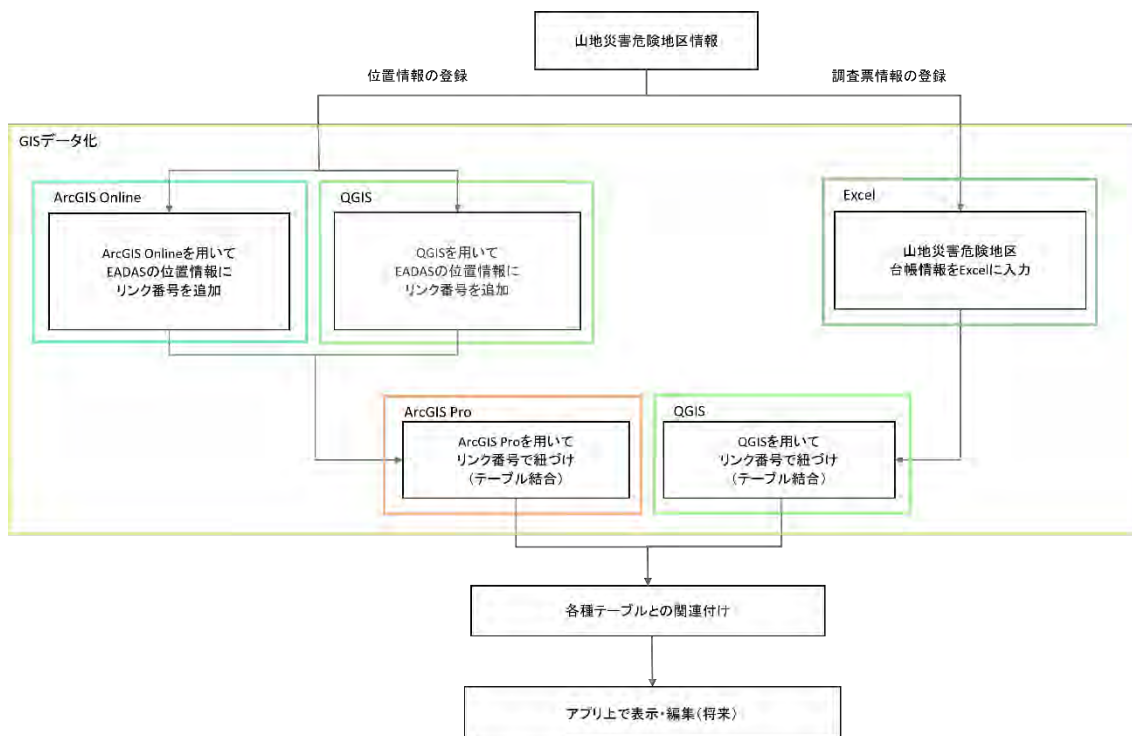 山地災害危険地区情報
位置情報の登録
調査票情報の登録
GISデータ化
ArcGIS Online
QGIS
Excel
ArcGIS Onlineを用いて
EADASの位置情報に
リンク番号を追加
QGISを用いて
EADASの位置情報に
リンク番号を追加
山地災害危険地区
台帳情報をExcelに入力
ArcGIS Pro
QGIS
ArcGIS Proを用いて
リンク番号で紐づけ
（テーブル結合）
QGISを用いて
リンク番号で紐づけ
（テーブル結合）
各種テーブルとの関連付け
アプリ上で表示・編集（将来）